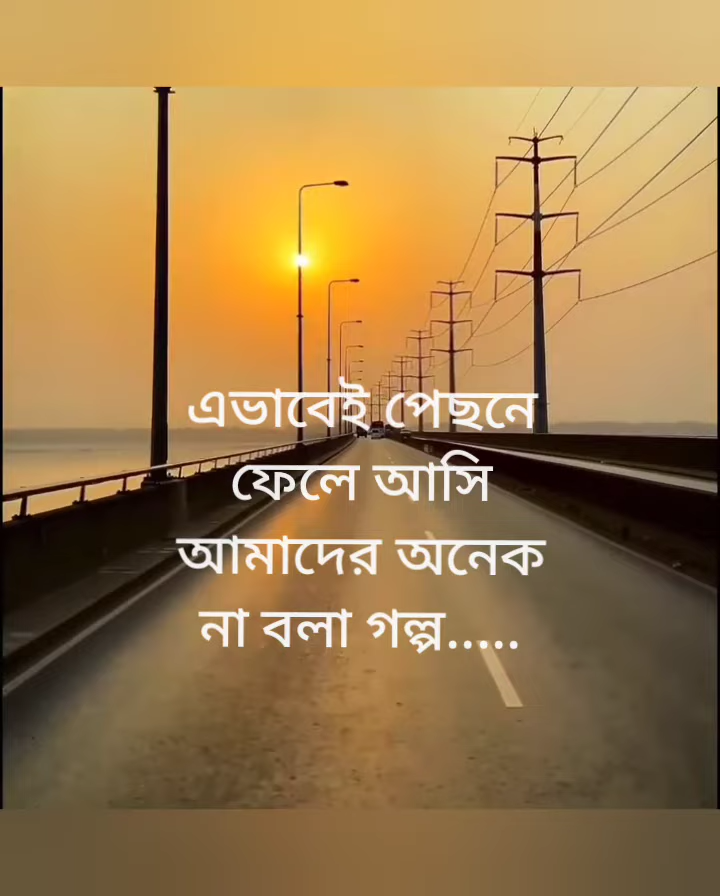 এভাবেই পেছনে
ফেলে আসি
আমাদের অনেক
না বলা গল্প.....